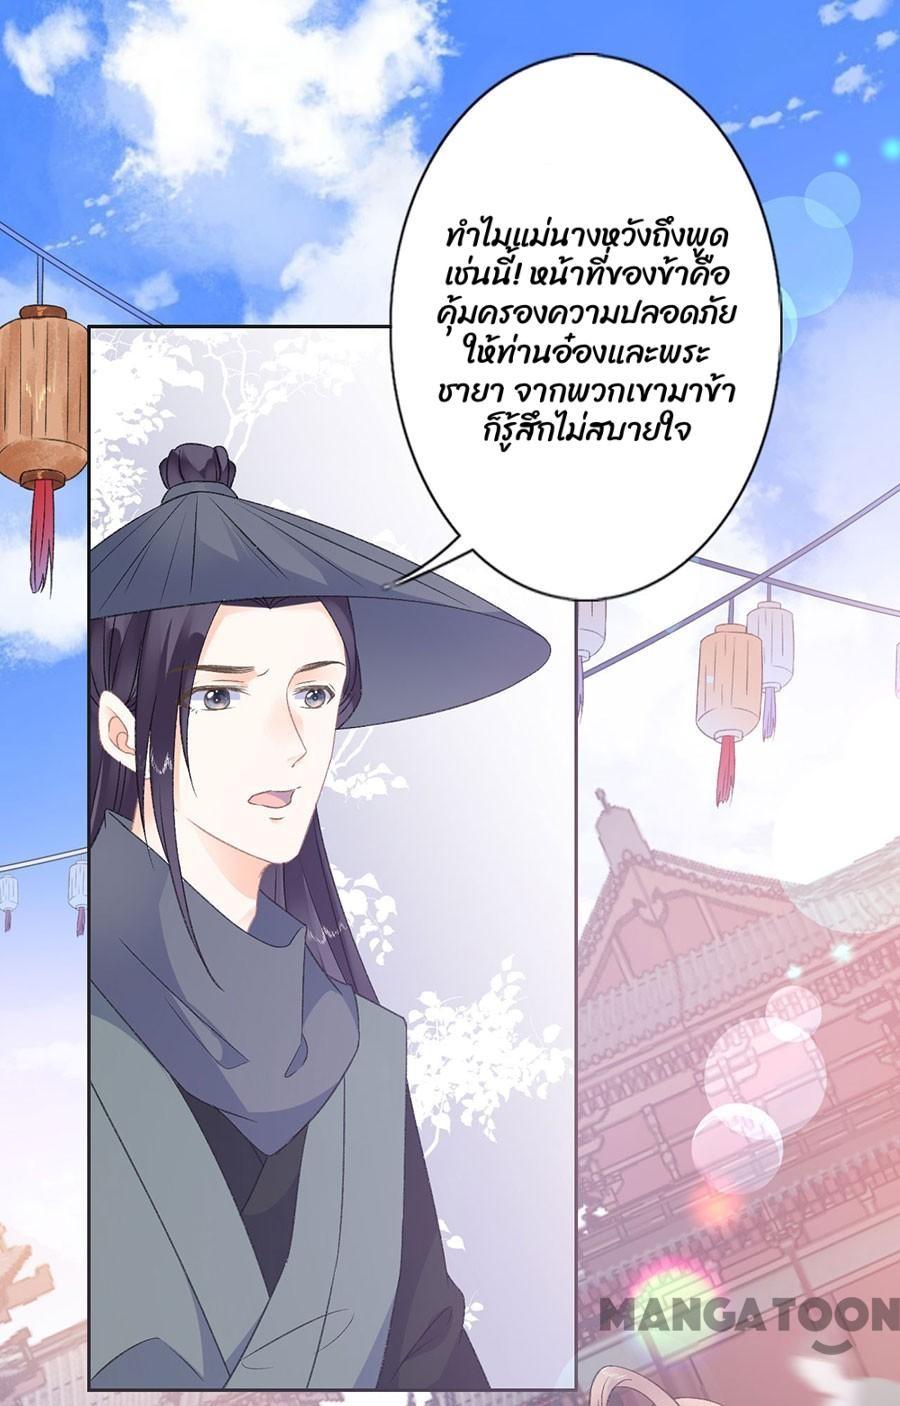 ทำไมแม่นางหวังถึงพูด
เช่นนี้! หน้าที่ของข้าคือ
คุ้มครองความปลอดภัย
ให้ท่านอ๋องและพระ
ชายา จากพวกเขามาข้า
ก็รู้สึกไม่สบายใจ
MANGATOON